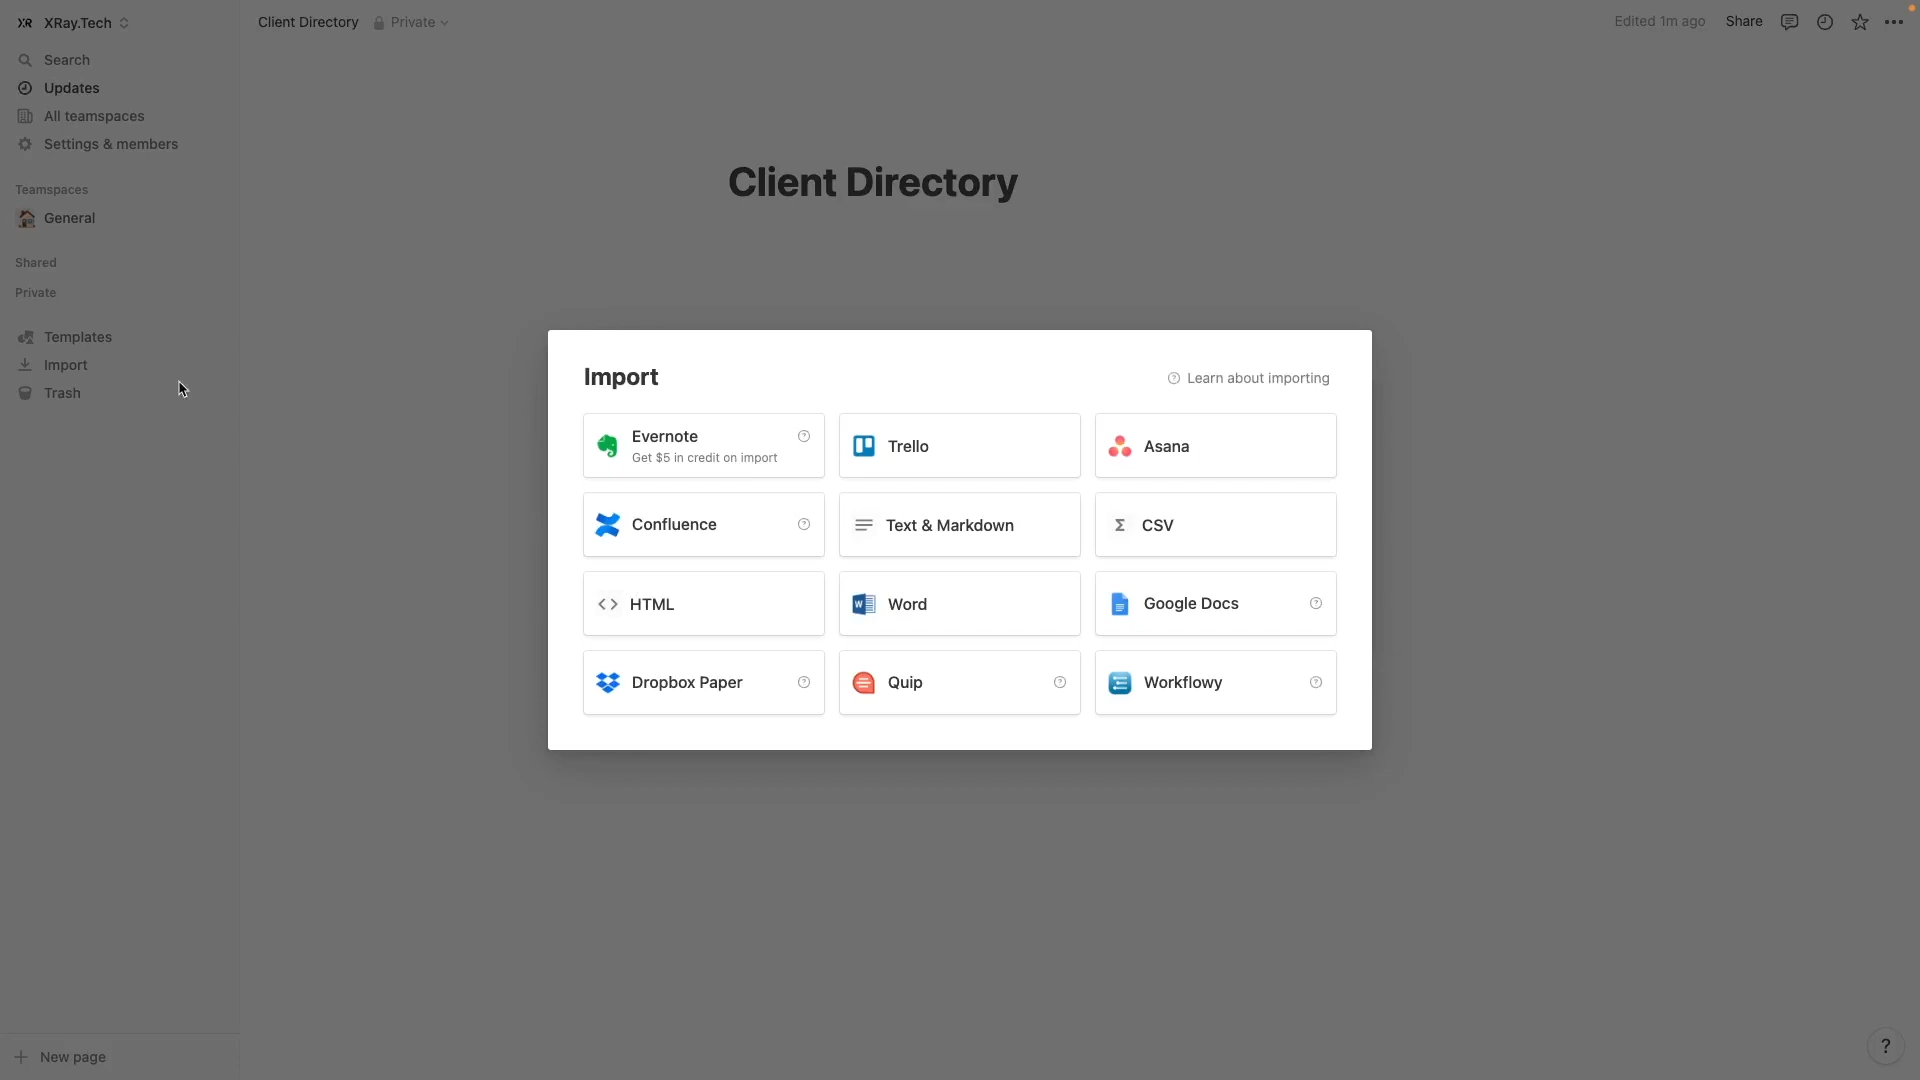 XR XRay.Tech
Client Directory Private
Edited 1m ago Share
Search
Updates
All teamspaces
Settings & members
Teamspaces
General
Shared
Private
Templates
Import
Trash
New page
Client Directory
Import
Learn about importing
Evernote
Get $5 in credit on import
Trello
Asana
Confluence
Text & Markdown
Σ CSV
<> HTML
W Word
Google Docs
Dropbox Paper
Quip
Workflowy
?